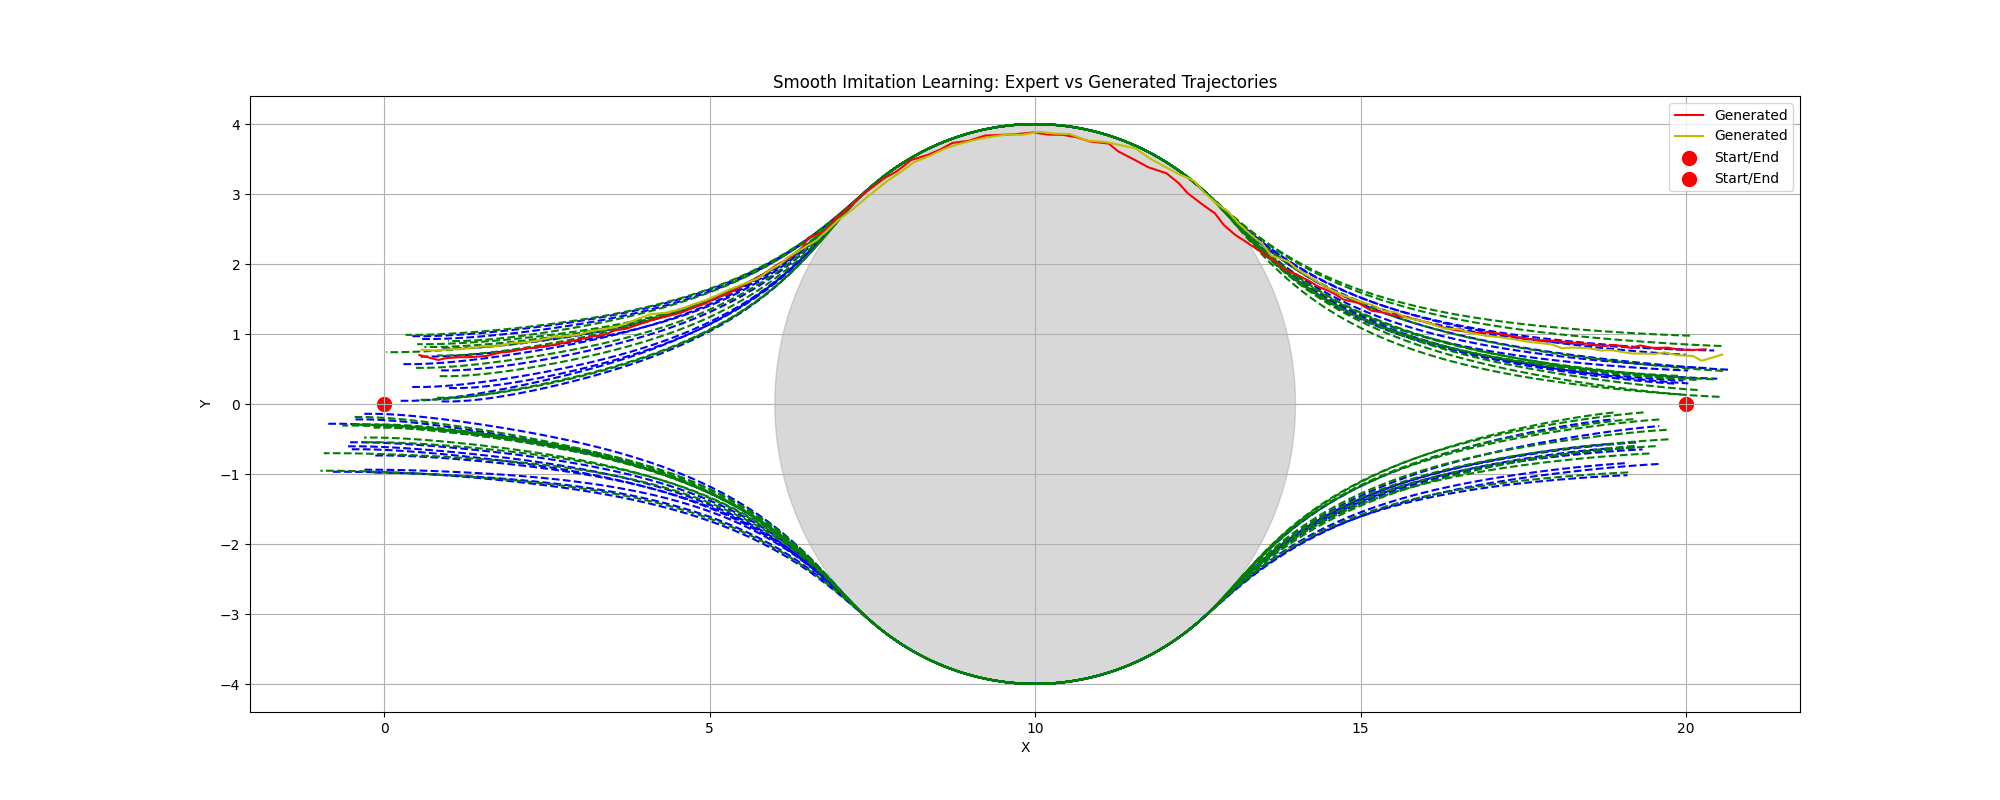 Smooth Imitation Learning: Expert vs Generated Trajectories
Generated
Generated
Start/End
Start/End
4
3
2
1
0
−1
−2
−3
−4
Y
0
5
10
15
20
X